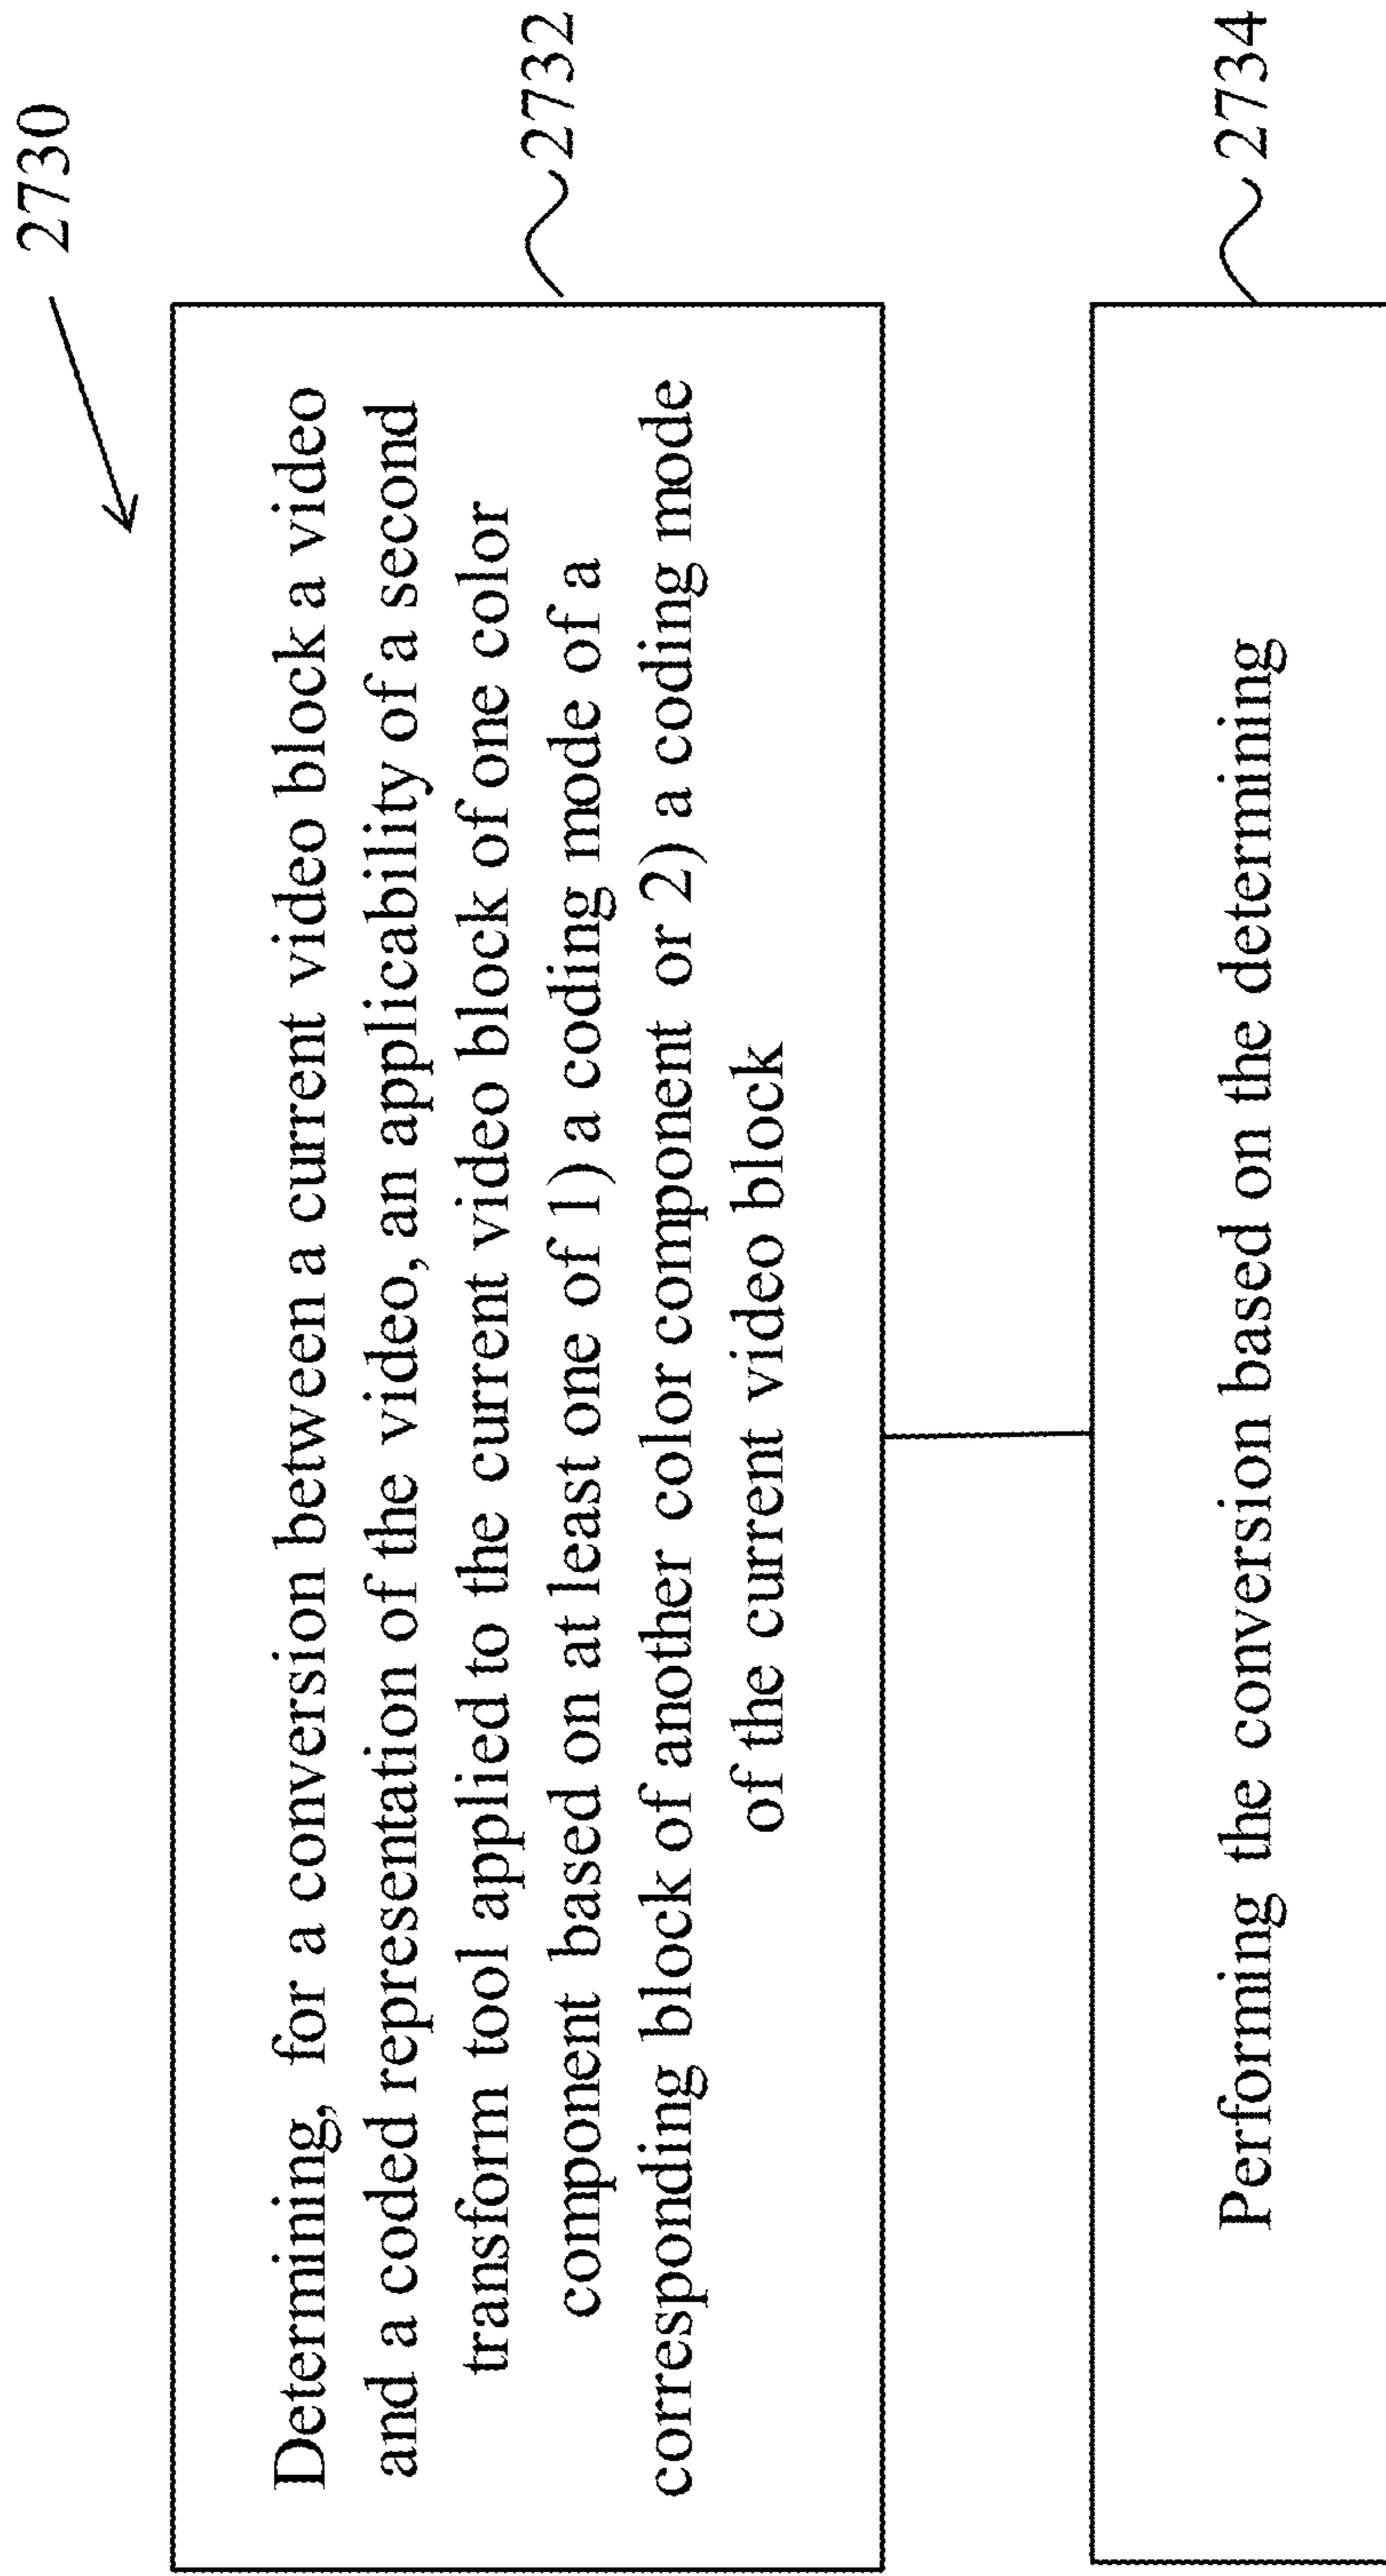 2730
Determining, for a conversion between a current video block a video
and a coded representation of the video, an applicability of a second
transform tool applied to the current video block of one color
component based on at least one of 1) a coding mode of a
corresponding block of another color component or 2) a coding mode
of the current video block
2732
Performing the conversion based on the determining
2734